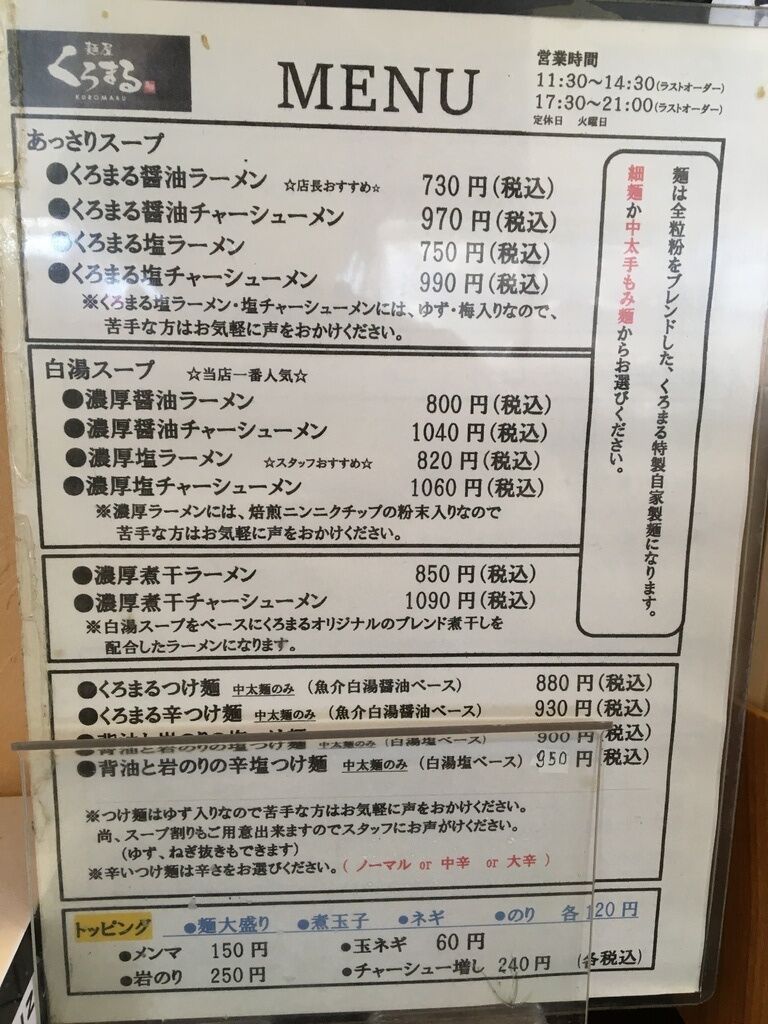 麺屋
くろまる
KUROMARU
MENU
営業時間
11:30～14:30(ラストオーダー)
17:30～21:00(ラストオーダー)
定休日 火曜日
あっさりスープ
●くろまる醤油ラーメン ☆店長おすすめ☆ 730円(税込)
●くろまる醤油チャーシューメン 970円(税込)
●くろまる塩ラーメン 750円(税込)
●くろまる塩チャーシューメン 990円(税込)
※くろまる塩ラーメン・塩チャーシューメンには、ゆず・梅入りなので、
苦手な方はお気軽に声をおかけください。
麺は全粒粉をブレンドした、くろまる特製自家製麺になります。
細麺か中太手もみ麺からお選びください。
白湯スープ ☆当店一番人気☆
●濃厚醤油ラーメン 800円(税込)
●濃厚醤油チャーシューメン 1040円(税込)
●濃厚塩ラーメン ☆スタッフおすすめ☆ 820円(税込)
●濃厚塩チャーシューメン 1060円(税込)
※濃厚ラーメンには、焙煎ニンニクチップの粉末入りなので
苦手な方はお気軽に声をおかけください。
●濃厚煮干ラーメン 850円(税込)
●濃厚煮干チャーシューメン 1090円(税込)
※白湯スープをベースにくろまるオリジナルのブレンド煮干しを
配合したラーメンになります。
●くろまるつけ麺 中太麺のみ (魚介白湯醤油ベース) 880円(税込)
●くろまる辛つけ麺 中太麺のみ (魚介白湯醤油ベース) 930円(税込)
●背油と岩のりの塩つけ麺 中太麺のみ (白湯塩ベース) 900円(税込)
●背油と岩のりの辛塩つけ麺 中太麺のみ (白湯塩ベース) 950円(税込)
※つけ麺はゆず入りなので苦手な方はお気軽に声をおかけください。
尚、スープ割りもご用意出来ますのでスタッフにお声がけください。
(ゆず、ねぎ抜きもできます)
※辛いつけ麺は辛さをお選びください。( ノーマル or 中辛 or 大辛 )
トッピング ●麺大盛り ●煮玉子 ●ネギ ●のり 各120円
●メンマ 150円 ●玉ネギ 60円
●岩のり 250円 ●チャーシュー増し 240円 (各税込)